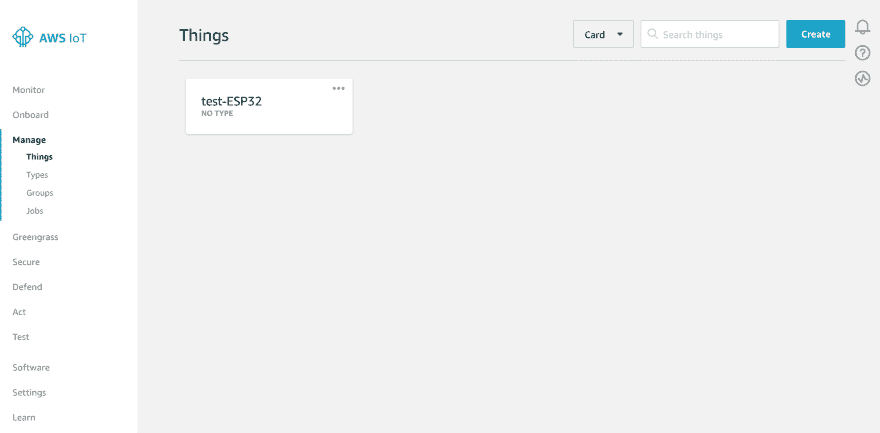 AWS IoT
Monitor
Onboard
Manage
Things
Types
Groups
Jobs
Greengrass
Secure
Defend
Act
Test
Software
Settings
Learn
Things
Card
Search things
Create
test-ESP32
NO TYPE